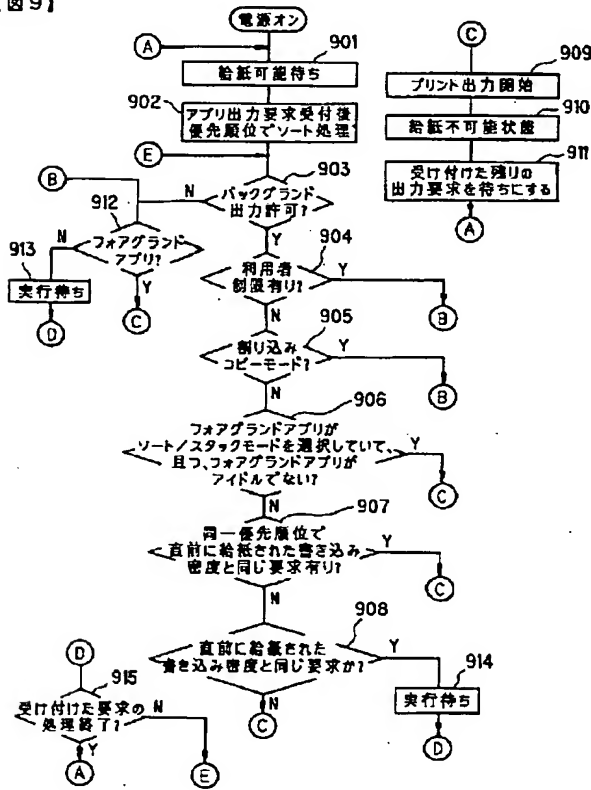 図9】
電源オン
A
901
給紙可能待ち
902
アプリ出力要求受付後
優先順位でソート処理
E
903
バックグランド
出力許可?
N
Y
B
912
フォアグランド
アプリ?
N
Y
913
実行待ち
D
C
904
利用者
制限有り?
Y
N
B
905
割り込み
コピーモード?
Y
N
B
906
フォアグランドアプリが
ソート/スタックモードを選択していて、
且つ、フォアグランドアプリが
アイドルでない?
Y
N
C
907
同一優先順位で
直前に給紙された書き込み
密度と同じ要求有り?
Y
N
C
908
直前に給紙された
書き込み密度と同じ要求か?
Y
N
C
914
実行待ち
D
D
915
受け付けた要求の
処理終了?
N
Y
A
E
C
909
プリント出力開始
910
給紙不可能状態
911
受け付けた残りの
出力要求を待ちにする
A